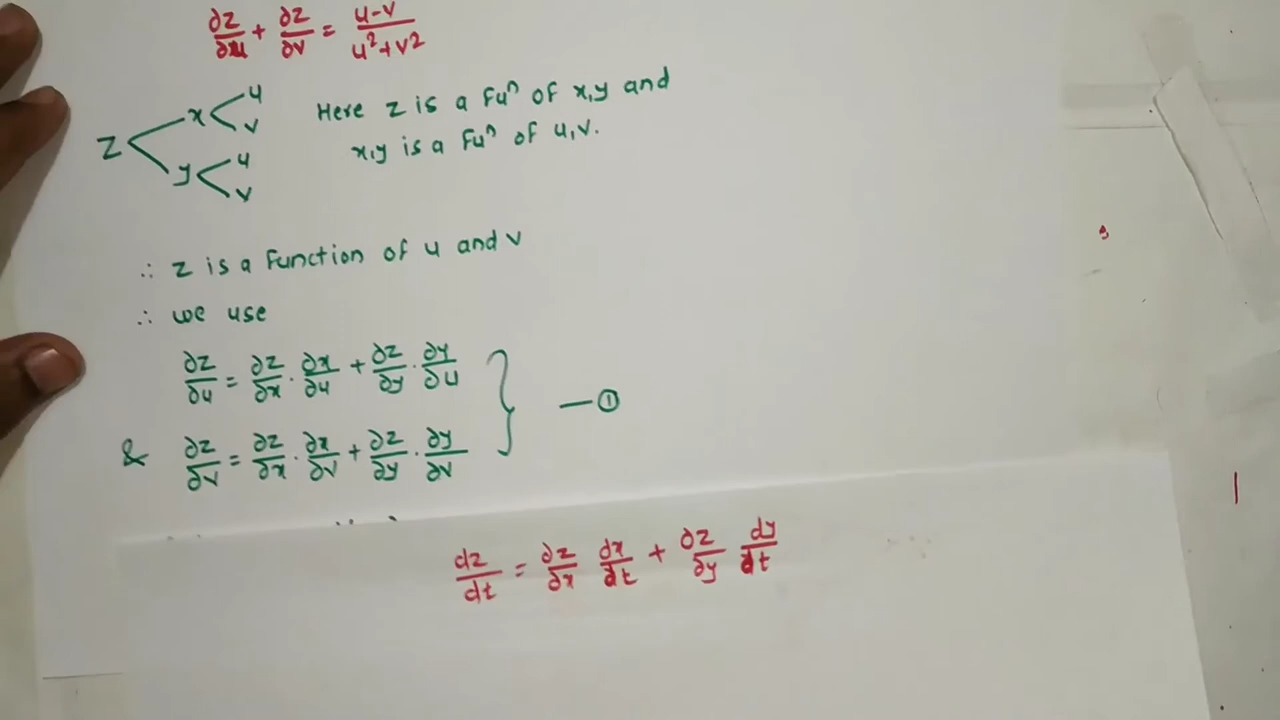 ∂z/∂u + ∂z/∂v = u-v/u²+v²
z x u v y u v
Here z is a Fuⁿ of x,y and
x,y is a Fuⁿ of u,v.
∴ z is a Function of u and v
∴ we use
∂z/∂u = ∂z/∂x · ∂x/∂u + ∂z/∂y · ∂y/∂u
& ∂z/∂v = ∂z/∂x · ∂x/∂v + ∂z/∂y · ∂y/∂v } —①
dz/dt = ∂z/∂x dx/dt + ∂z/∂y dy/dt